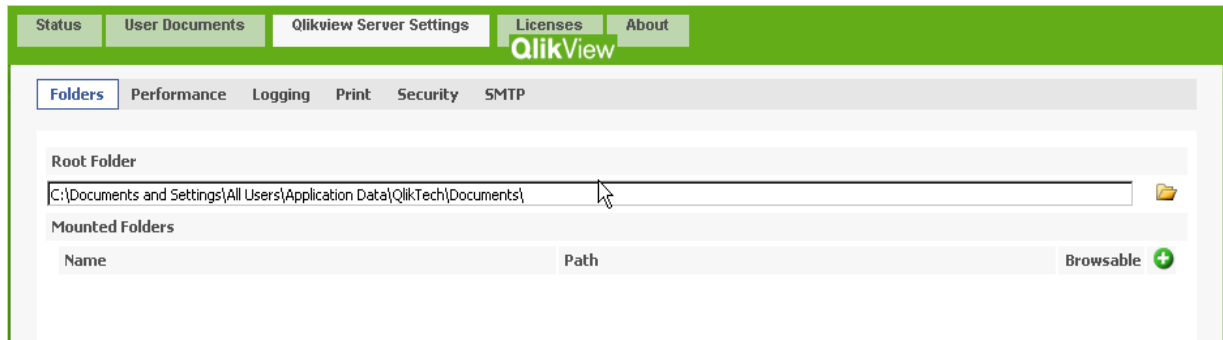 Status User Documents Qlikview Server Settings Licenses About
QlikView
Folders Performance Logging Print Security SMTP
Root Folder
C:\Documents and Settings\All Users\Application Data\QlikTech\Documents\
Mounted Folders
Name Path Browsable